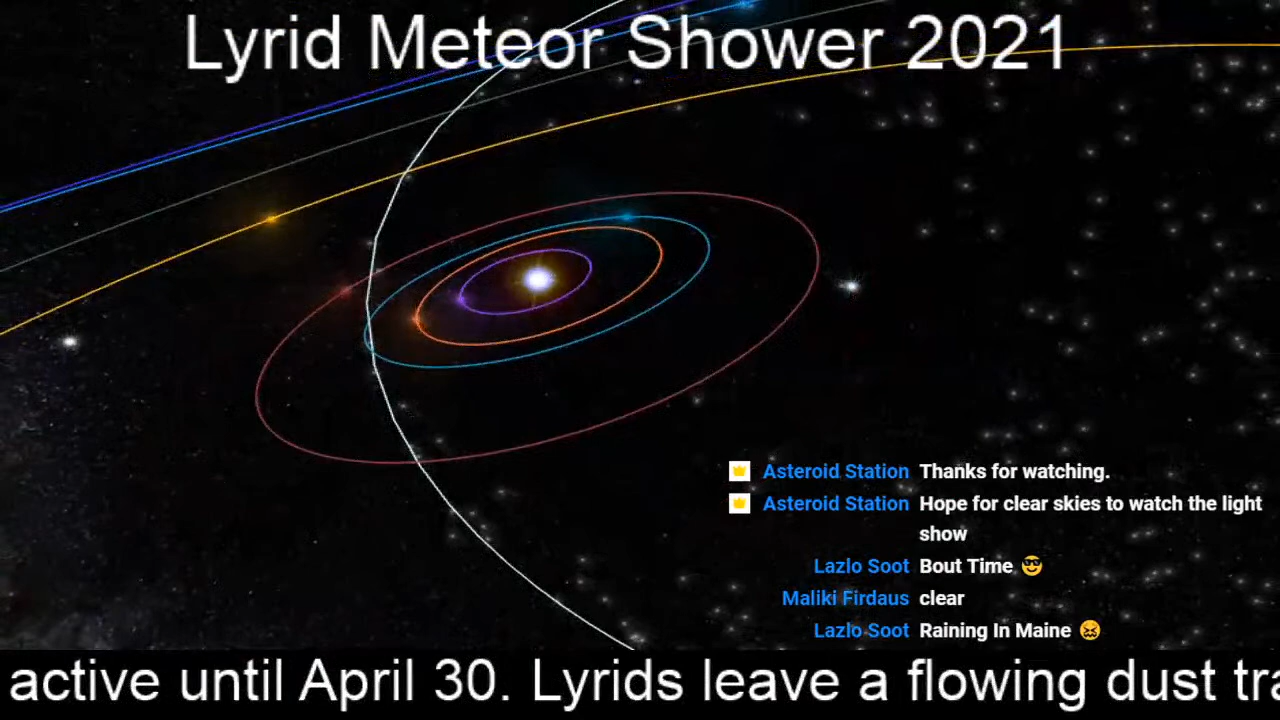 Lyrid Meteor Shower 2021
Asteroid Station Thanks for watching.
Asteroid Station Hope for clear skies to watch the light
show
Lazlo Soot Bout Time 😎
Maliki Firdaus clear
Lazlo Soot Raining In Maine 😖
active until April 30. Lyrids leave a flowing dust